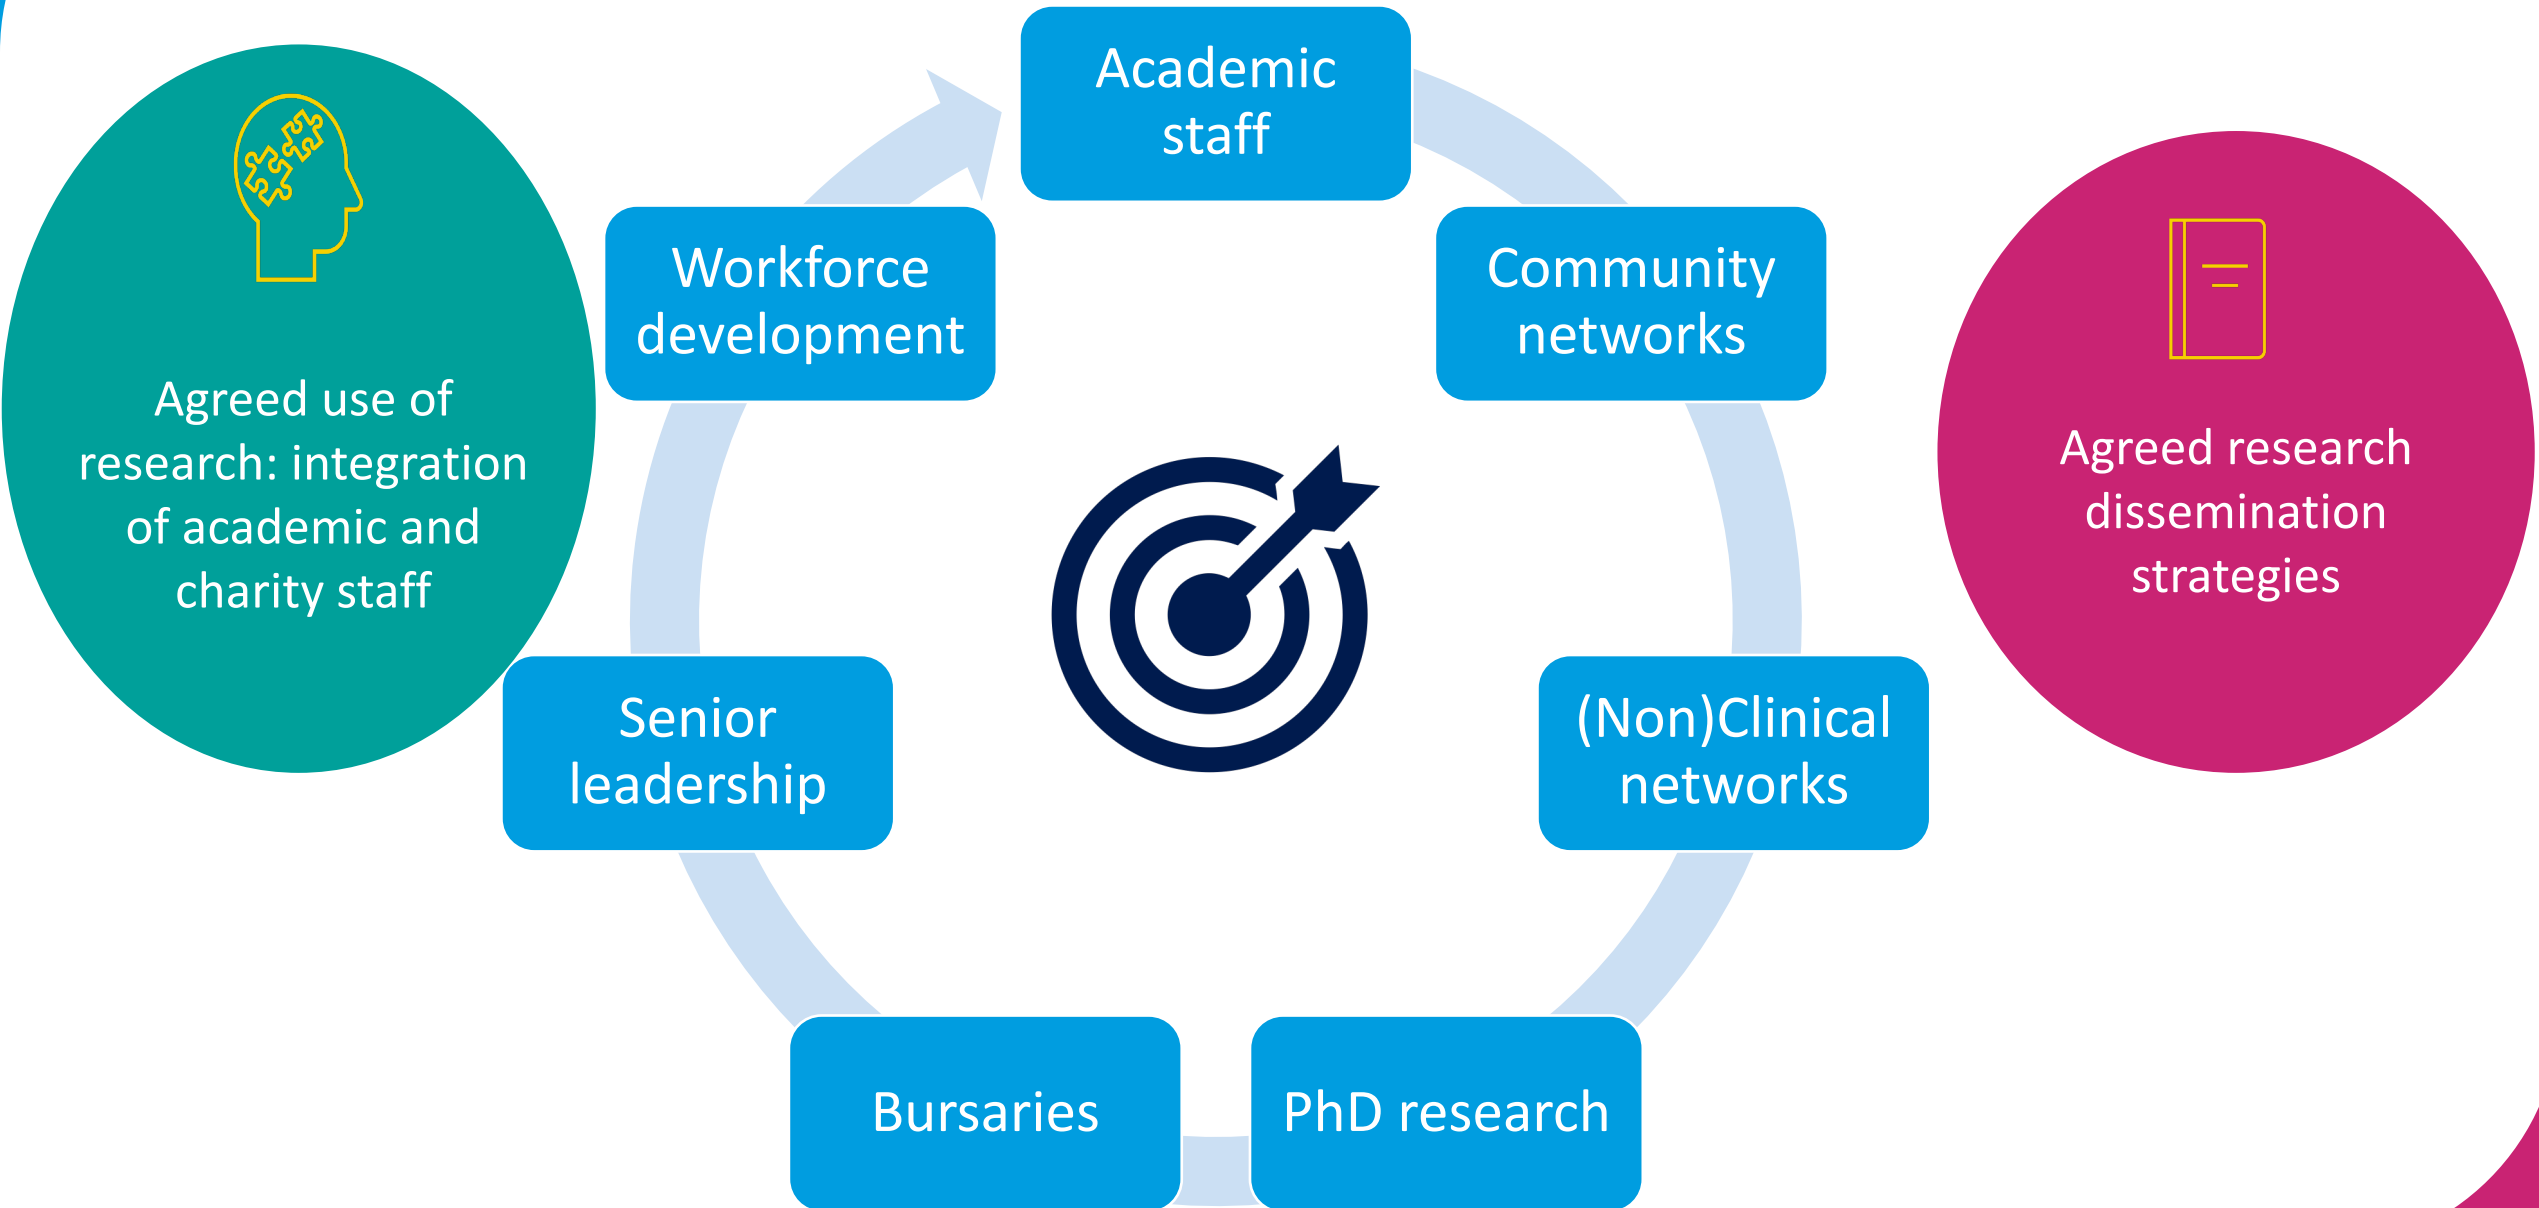 Academic
staff
Community
networks
(Non)Clinical
networks
PhD research
Bursaries
Senior
leadership
Workforce
development
Agreed use of
research: integration
of academic and
charity staff
Agreed research
dissemination
strategies